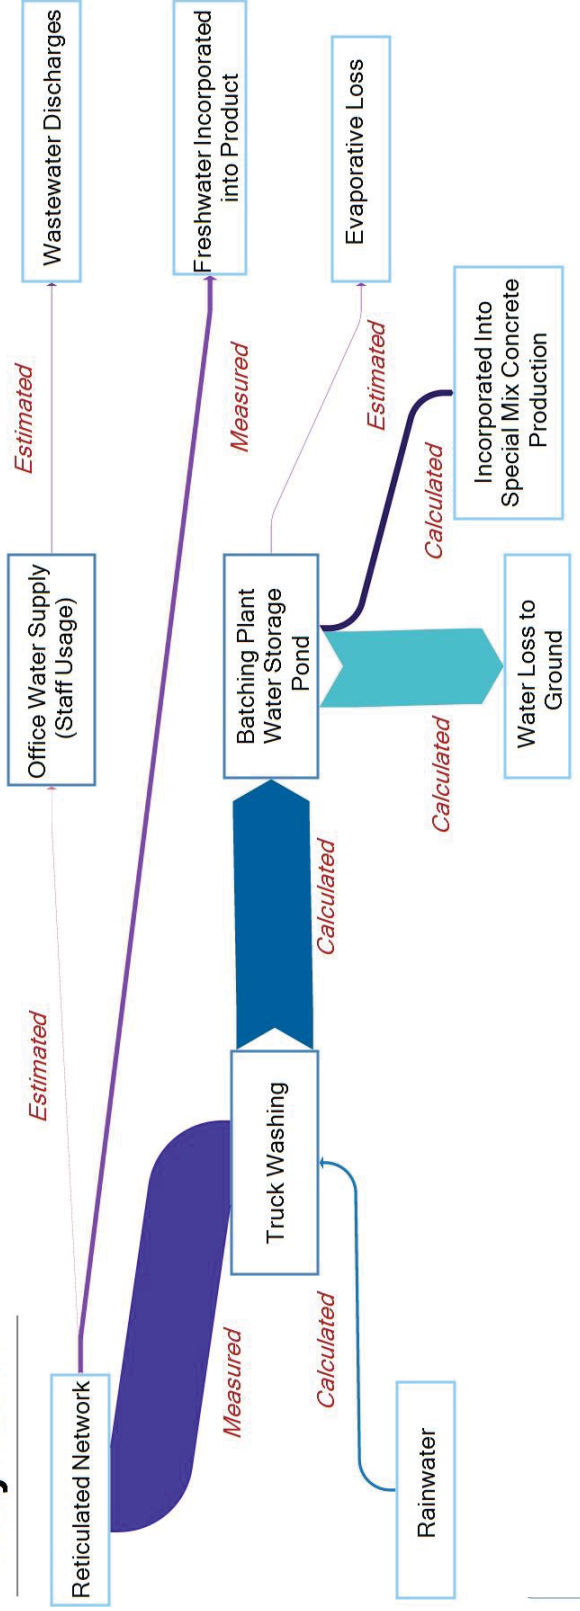 Reticulated Network
Estimated
Office Water Supply
(Staff Usage)
Estimated
Wastewater Discharges
Measured
Freshwater Incorporated
into Product
Measured
Truck Washing
Calculated
Batching Plant
Water Storage
Pond
Estimated
Evaporative Loss
Rainwater
Calculated
Calculated
Water Loss to
Ground
Calculated
Incorporated Into
Special Mix Concrete
Production